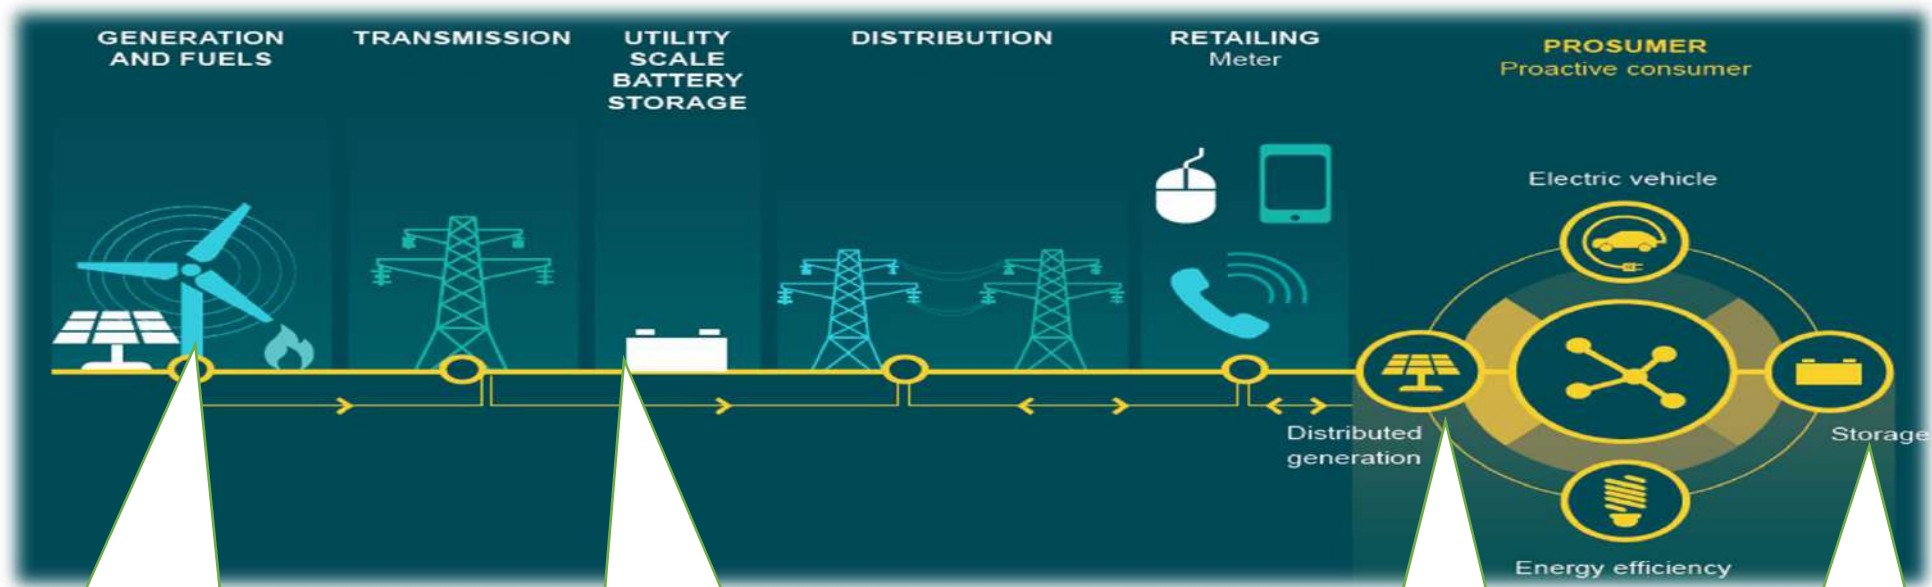 GENERATION
AND FUELS
TRANSMISSION
UTILITY
SCALE
BATTERY
STORAGE
DISTRIBUTION
RETAILING
Meter
PROSUMER
Proactive consumer
Electric vehicle
Distributed
generation
Storage
Energy efficiency